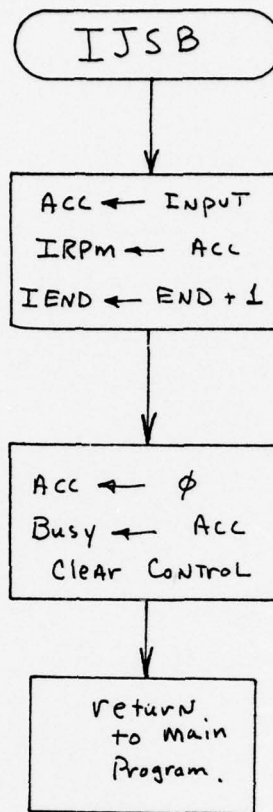 IJSB
ACC ← INPUT
IRPM ← ACC
IEND ← END + 1
ACC ← ϕ
Busy ← ACC
Clear Control
return
to main
Program.